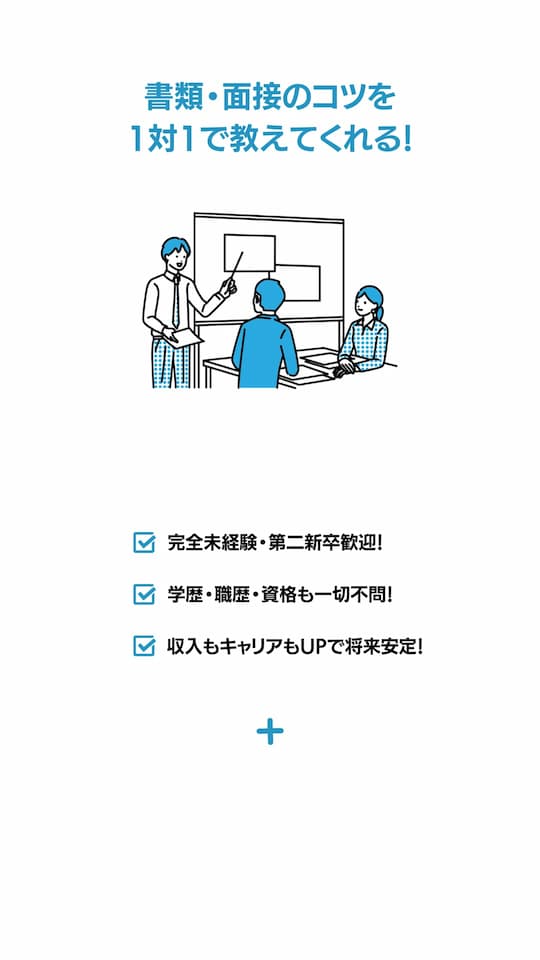 書類・面接のコツを
1対1で教えてくれる!
完全未経験・第二新卒歓迎!
学歴・職歴・資格も一切不問!
収入もキャリアもUPで将来安定!
+